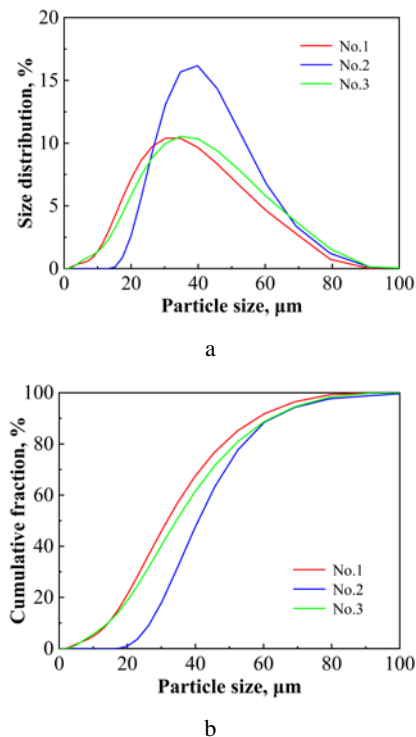 20
15
10
5
0
Size distribution, %
No.1
No.2
No.3
0 20 40 60 80 100
Particle size, μm
a
100
80
60
40
20
0
Cumulative fraction, %
No.1
No.2
No.3
0 20 40 60 80 100
Particle size, μm
b